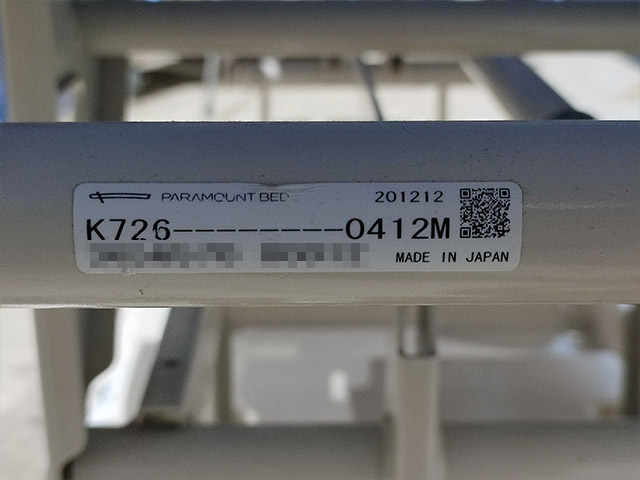 PARAMOUNT BED 201212
K726--------0412M
MADE IN JAPAN